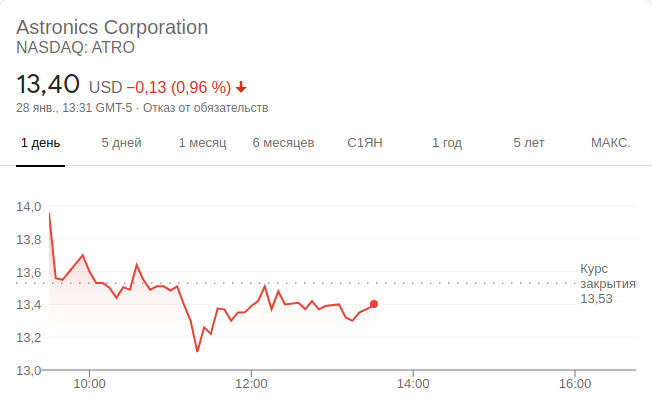 Astronics Corporation
NASDAQ: ATRO
13,40 USD −0,13 (0,96 %)
28 янв., 13:31 GMT-5 · Отказ от обязательств
1 день 5 дней 1 месяц 6 месяцев С1ЯН 1 год 5 лет МАКС.
14,0
13,8
13,6
13,4
13,2
13,0
Курс
закрытия
13,53
10:00 12:00 14:00 16:00